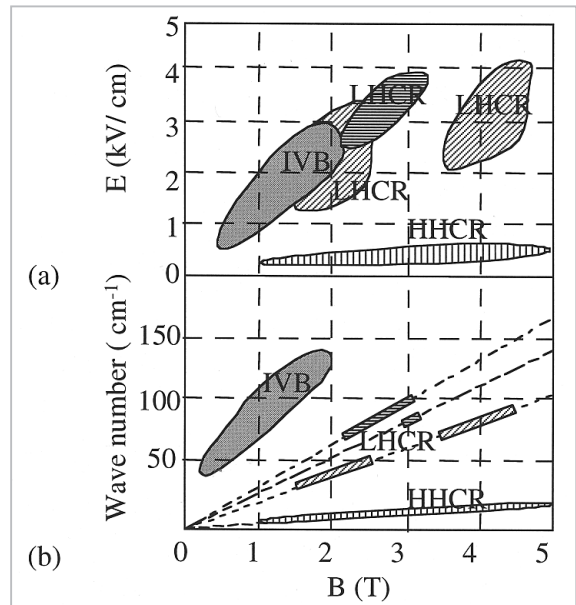 5
4
3
2
1
0
E (kV/ cm)
LHCR
LHCR
IVB
LHCR
HHCR
(a)
150
100
50
Wave number ( cm-1)
IVB
LHCR
HHCR
(b)
0 1 2 3 4 5
B (T)